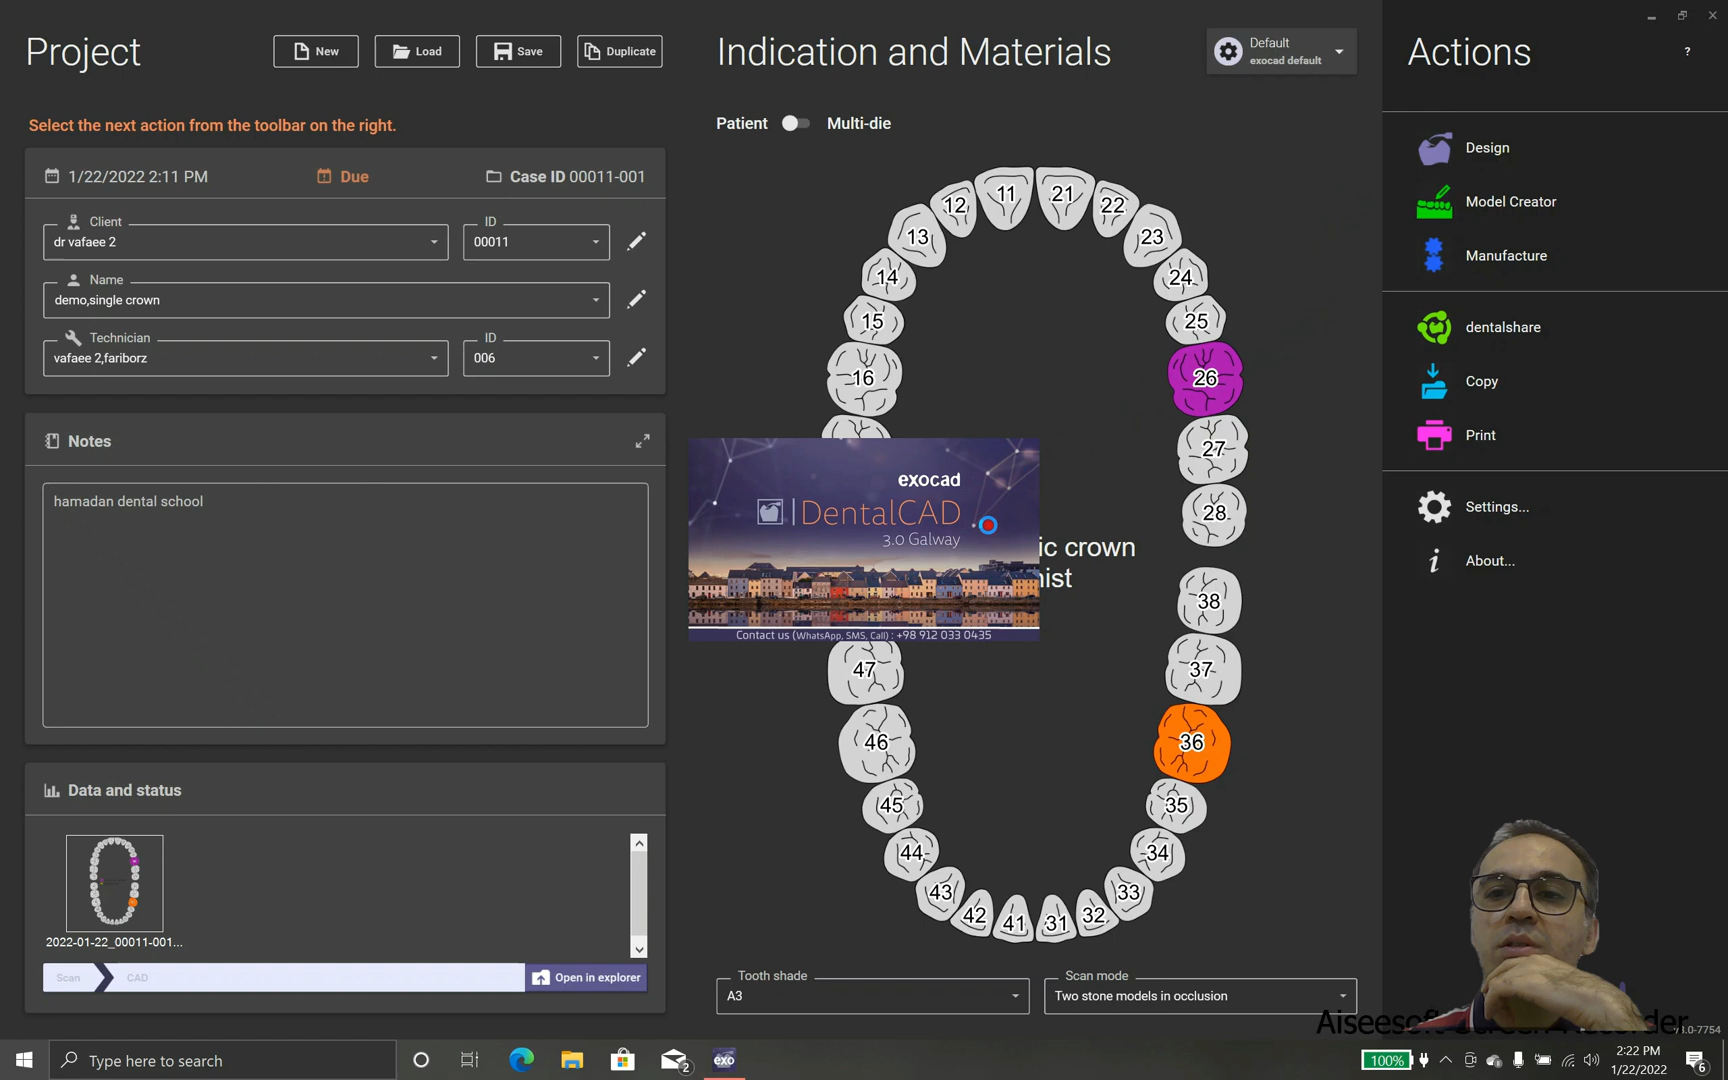 Project
New
Load
Save
Duplicate
Select the next action from the toolbar on the right.
1/22/2022 2:11 PM
Due
Case ID 00011-001
Client
dr vafaee 2
ID
00011
Name
demo,single crown
Technician
vafaee 2,fariborz
ID
006
Notes
hamadan dental school
Data and status
2022-01-22_00011-001...
Scan
CAD
Open in explorer
Indication and Materials
Default
exocad default
Patient
Multi-die
11
21
12
22
13
23
14
24
15
25
16
26
27
28
exocad
DentalCAD
3.0 Galway
Contact us (WhatsApp, SMS, Call) : +98 912 033 0435
ic crown
38
47
37
46
36
45
35
44
34
43
33
42
41
31
32
Tooth shade
A3
Scan mode
Two stone models in occlusion
Actions
?
Design
Model Creator
Manufacture
dentalshare
Copy
Print
Settings...
About...
Aiseesoft Screen Recorder
Type here to search
2
exo
100%
2:22 PM
1/22/2022
6